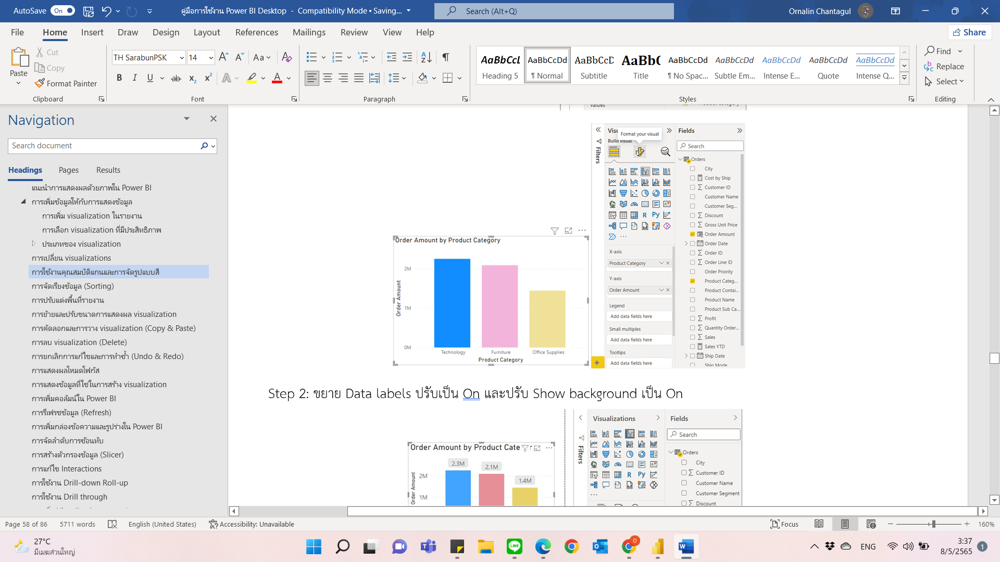 AutoSave On คู่มือการใช้งาน Power BI Desktop - Compatibility Mode • Saving... Search (Alt+Q) Ornalin Chantagul
File Home Insert Draw Design Layout References Mailings Review View Help Share
Paste
Cut
Copy
Format Painter
Clipboard
TH SarabunPSK 14
Font
Paragraph
AaBbCcL AaBbCcDd AaBbCcD AaBbC AaBbCcDd AaBbCcDd AaBbCcDd AaBbCcDd AaBbCcDd
Heading 5 ¶ Normal Subtitle Title ¶ No Spac... Subtle Em... Intense E... Quote Intense Q...
Styles
Find
Replace
Select
Editing
Navigation
Search document
Headings Pages Results
แนะนำการแสดงผลด้วยภาพใน Power BI
การเพิ่มข้อมูลให้กับการแสดงข้อมูล
การเพิ่ม visualization ในรายงาน
การเลือก visualization ที่มีประสิทธิภาพ
ประเภทของ visualization
การเปลี่ยน visualizations
การใช้งานคุณสมบัติแกนและการจัดรูปแบบสี
การจัดเรียงข้อมูล (Sorting)
การปรับแต่งพื้นที่รายงาน
การย้ายและปรับขนาดการแสดงผล visualization
การคัดลอกและการวาง visualization (Copy & Paste)
การลบ visualization (Delete)
การยกเลิกการแก้ไขและการทำซ้ำ (Undo & Redo)
การแสดงผลโหมดโฟกัส
การแสดงข้อมูลที่ใช้ในการสร้าง visualization
การเพิ่มคอลัมน์ใน Power BI
การรีเฟรชข้อมูล (Refresh)
การเพิ่มกล่องข้อความและรูปร่างใน Power BI
การจัดลำดับการซ้อนทับ
การสร้างตัวกรองข้อมูล (Slicer)
การแก้ไข Interactions
การใช้งาน Drill-down Roll-up
การใช้งาน Drill through
Values
Format your visual
Build visual
Filters
Fields
Search
Orders
City
Cost by Ship
Customer ID
Customer Name
Customer Seg...
Discount
Gross Unit Price
Order Amount
Order Date
Order ID
Order Line ID
Order Priority
Product Categ...
Product Contai...
Product Name
Product Sub Ca...
Profit
Quantity Order...
Sales
Sales YTD
Ship Date
Ship Mode
R Py
X-axis
Product Category
Y-axis
Order Amount
Legend
Add data fields here
Small multiples
Add data fields here
Tooltips
Add data fields here
Order Amount by Product Category
Order Amount
2M
1M
0M
Technology Furniture Office Supplies
Product Category
Step 2: ขยาย Data labels ปรับเป็น On และปรับ Show background เป็น On
Order Amount by Product Cate
2.3M
2.1M
1.4M
Order Amount
2M
1M
Filters
Visualizations
R Py
Fields
Search
Orders
City
Customer ID
Customer Name
Customer Segment
Discount
Page 58 of 86 5711 words English (United States) Accessibility: Unavailable Focus 160%
27°C
มีเมฆส่วนใหญ่
ENG
3:37
8/5/2565
1